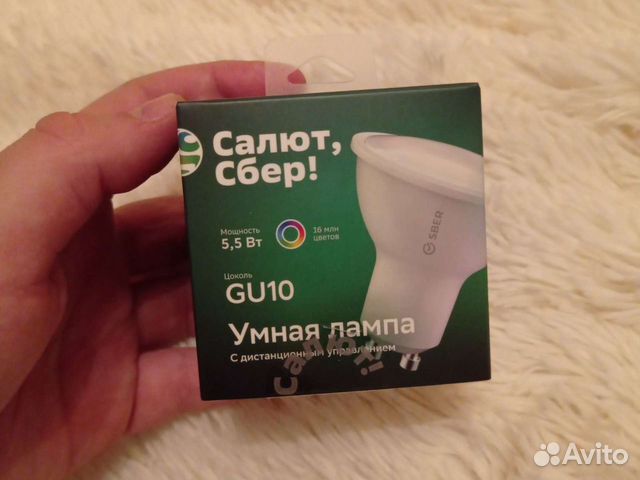 Салют,
Сбер!
Мощность
5,5 Вт
16 млн
цветов
Цоколь
GU10
Умная лампа
С дистанционным управлением
Салют!
SBER
Avito